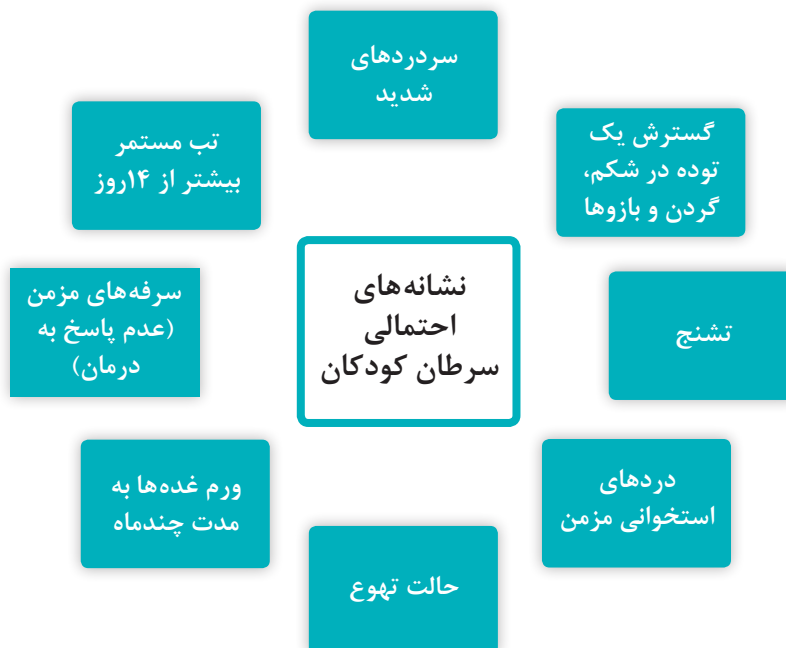 سردردهای
شدید
گسترش یک
توده در شکم،
گردن و بازوها
تشنج
دردهای
استخوانی مزمن
حالت تهوع
ورم غده‌ها به
مدت چندماه
سرفه‌های مزمن
(عدم پاسخ به
درمان)
تب مستمر
بیشتر از ۱۴روز
نشانه‌های
احتمالی
سرطان کودکان